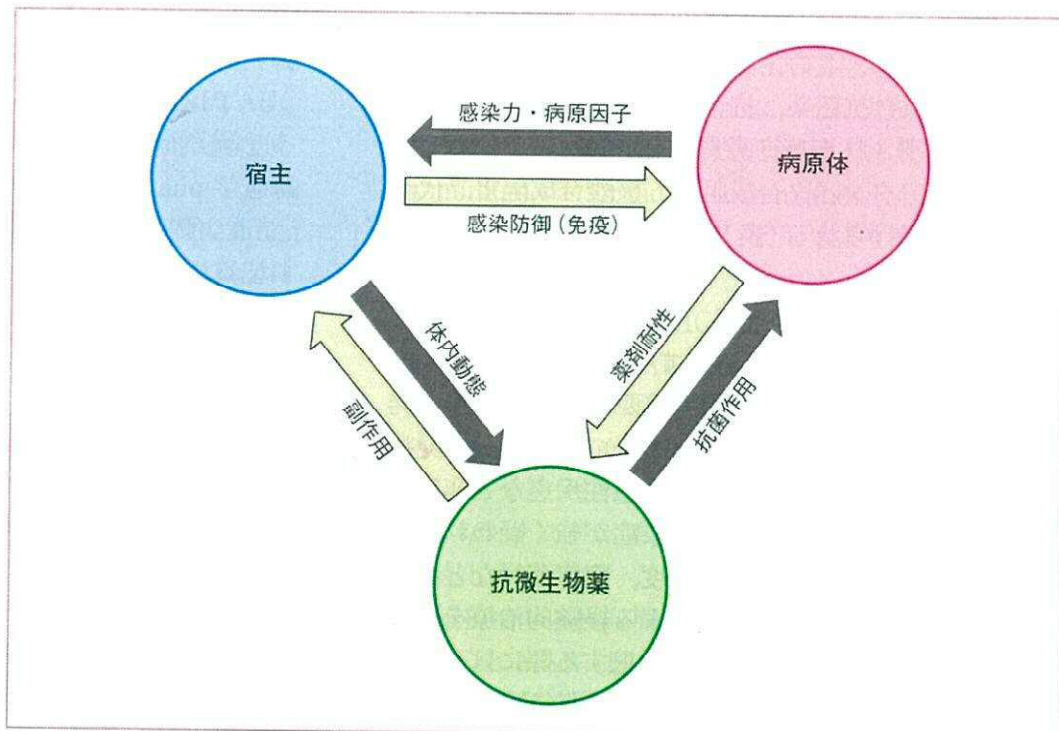 感染力・病原因子
宿主
病原体
感染防御(免疫)
体内動態
副作用
薬剤耐性
抗菌作用
抗微生物薬